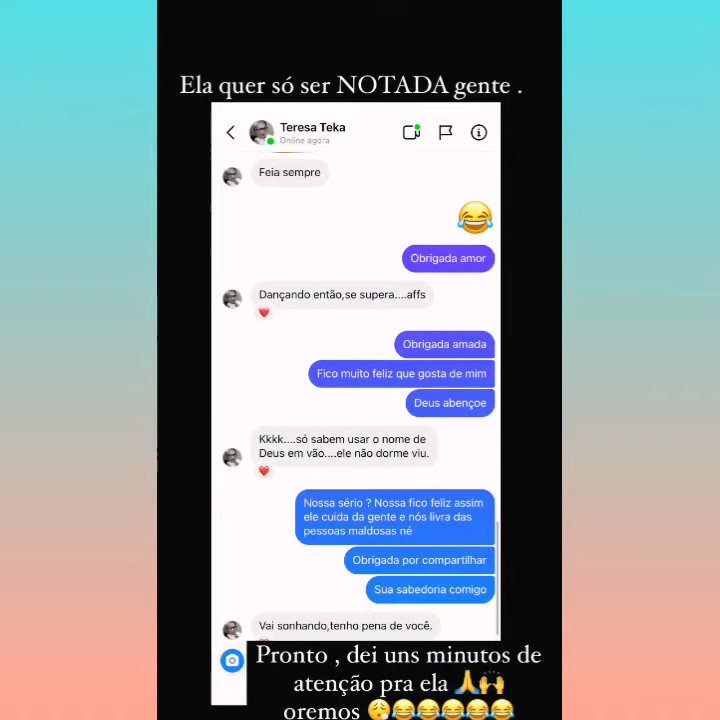 Ela quer só ser NOTADA gente .
Teresa Teka
Online agora
Feia sempre
😂
Obrigada amor
Dançando então,se supera....affs
❤️
Obrigada amada
Fico muito feliz que gosta de mim
Deus abençoe
Kkkk....só sabem usar o nome de
Deus em vão....ele não dorme viu.
❤️
Nossa sério ? Nossa fico feliz assim
ele cuida da gente e nós livra das
pessoas maldosas né
Obrigada por compartilhar
Sua sabedoria comigo
Vai sonhando,tenho pena de você.
Pronto , dei uns minutos de
atenção pra ela 🙏🙌
oremos 😮‍💨😂😂😂😂😂